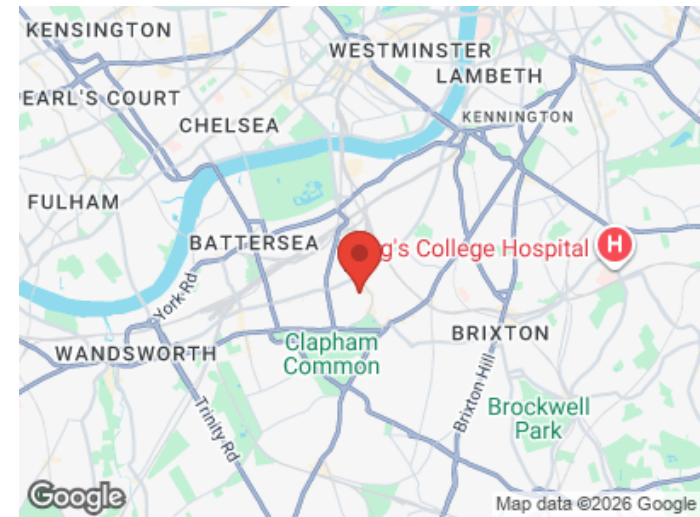 KENSINGTON
WESTMINSTER
LAMBETH
EARL'S COURT
KENNINGTON
CHELSEA
FULHAM
BATTERSEA
g's College Hospital
H
York Rd
BRIXTON
WANDSWORTH
Clapham
Common
Trinity Rd
Brixton Hill
Brockwell
Park
Google
Map data ©2026 Google